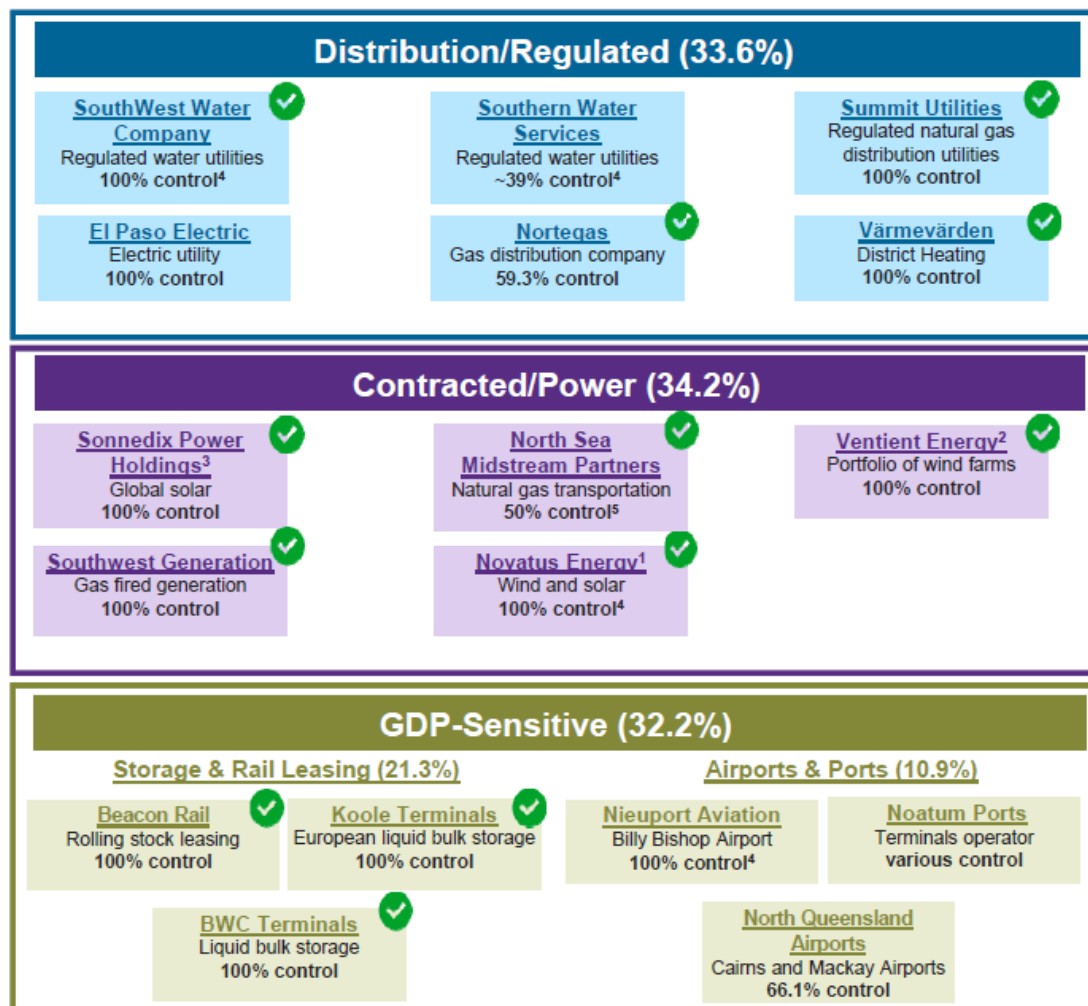 Distribution/Regulated (33.6%)
SouthWest Water
Company
Regulated water utilities
100% control⁴
Southern Water
Services
Regulated water utilities
~39% control⁴
Summit Utilities
Regulated natural gas
distribution utilities
100% control
El Paso Electric
Electric utility
100% control
Nortegas
Gas distribution company
59.3% control
Värmevärden
District Heating
100% control
Contracted/Power (34.2%)
Sonnedix Power
Holdings³
Global solar
100% control
North Sea
Midstream Partners
Natural gas transportation
50% control⁵
Ventient Energy²
Portfolio of wind farms
100% control
Southwest Generation
Gas fired generation
100% control
Novatus Energy¹
Wind and solar
100% control⁴
GDP-Sensitive (32.2%)
Storage & Rail Leasing (21.3%)
Beacon Rail
Rolling stock leasing
100% control
Koole Terminals
European liquid bulk storage
100% control
BWC Terminals
Liquid bulk storage
100% control
Airports & Ports (10.9%)
Nieuport Aviation
Billy Bishop Airport
100% control⁴
Noatum Ports
Terminals operator
various control
North Queensland
Airports
Cairns and Mackay Airports
66.1% control